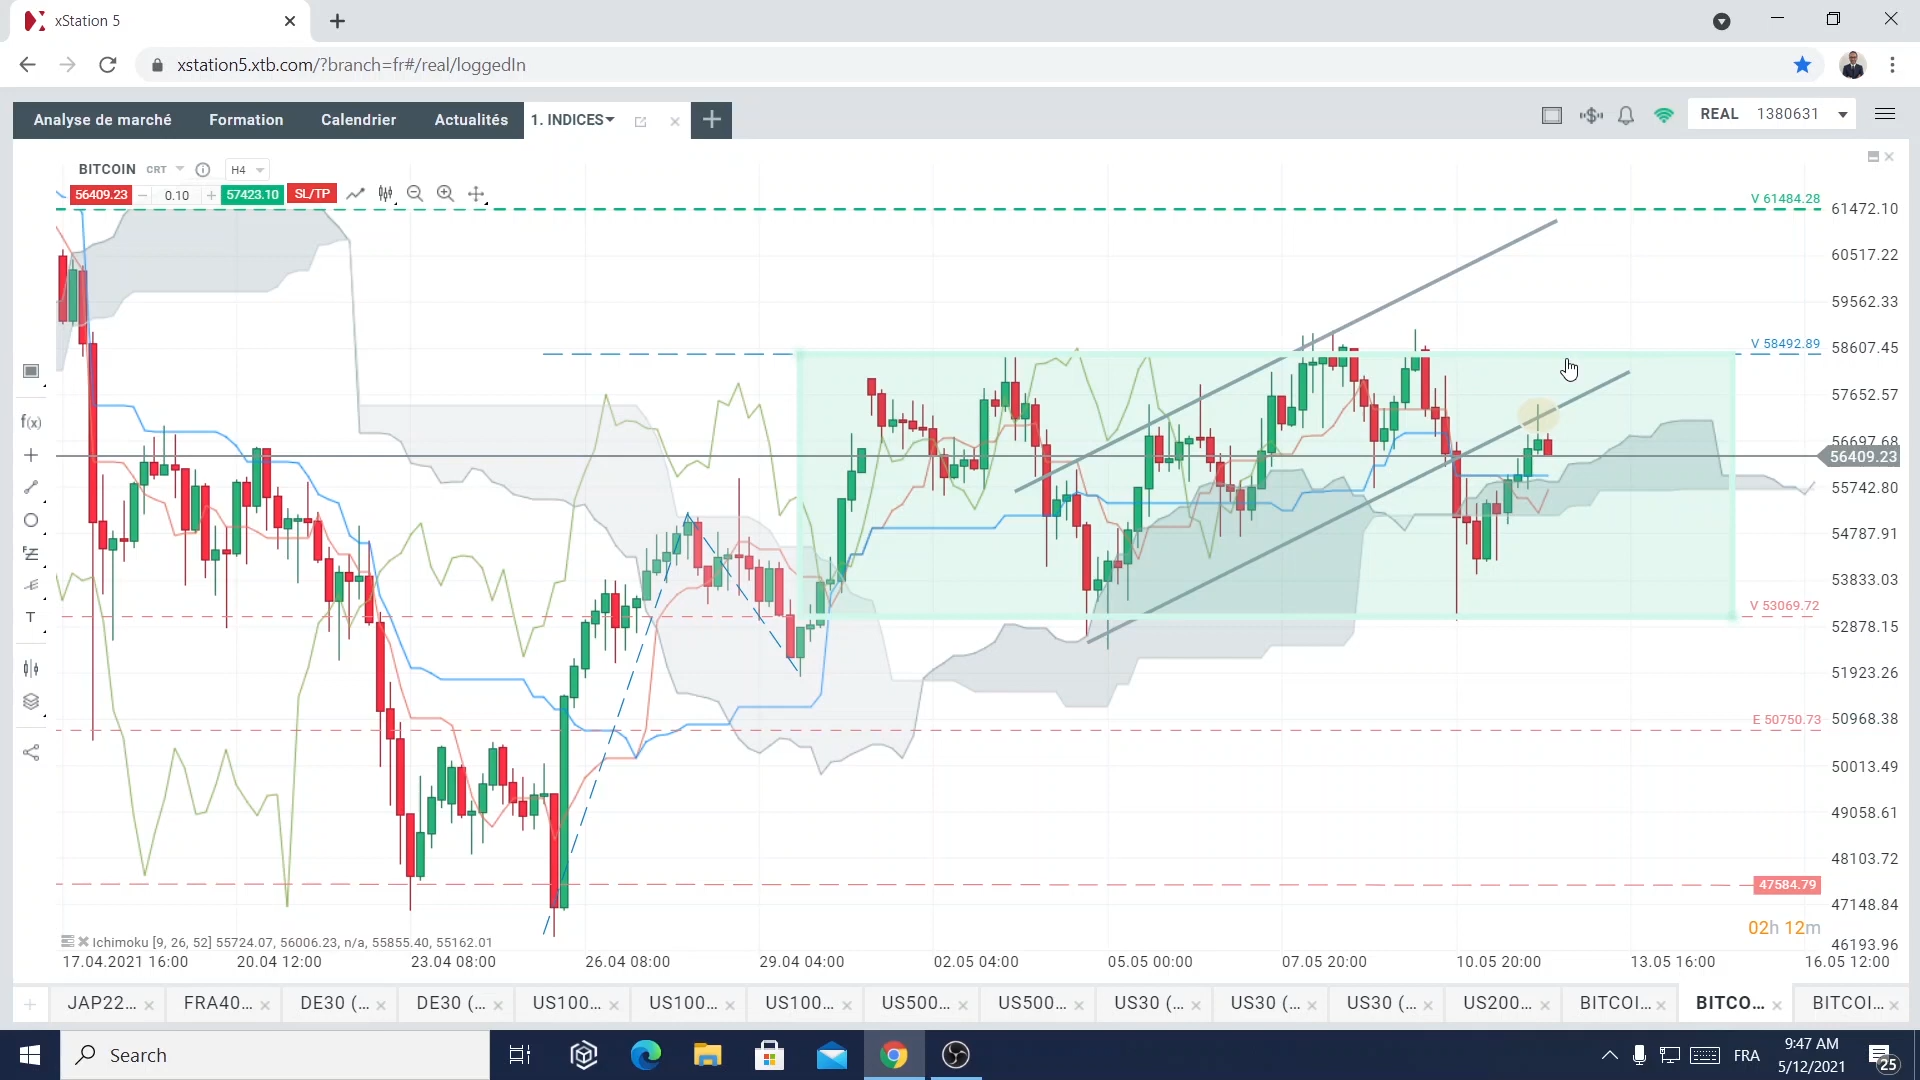 xStation 5
xstation5.xtb.com/?branch=fr#/real/loggedIn
Analyse de marché Formation Calendrier Actualités 1. INDICES REAL 1380631
BITCOIN CRT H4
56409.23 0.10 57423.10 SL/TP
V 61484.28 61472.10
60517.22
59562.33
V 58492.89 58607.45
57652.57
56697.68
56409.23
55742.80
54787.91
53833.03
V 53069.72
52878.15
51923.26
E 50750.73 50968.38
50013.49
49058.61
48103.72
47584.79
47148.84
02h 12m
46193.96
f(x)
T
Ichimoku [9, 26, 52] 55724.07, 56006.23, n/a, 55855.40, 55162.01
17.04.2021 16:00 20.04 12:00 23.04 08:00 26.04 08:00 29.04 04:00 02.05 04:00 05.05 00:00 07.05 20:00 10.05 20:00 13.05 16:00 16.05 12:00
JAP22... FRA40... DE30 (... DE30 (... US100... US100... US100... US500... US500... US30 (... US30 (... US30 (... US200... BITCOI... BITCO... BITCOI...
Search FRA 9:47 AM
5/12/2021
25